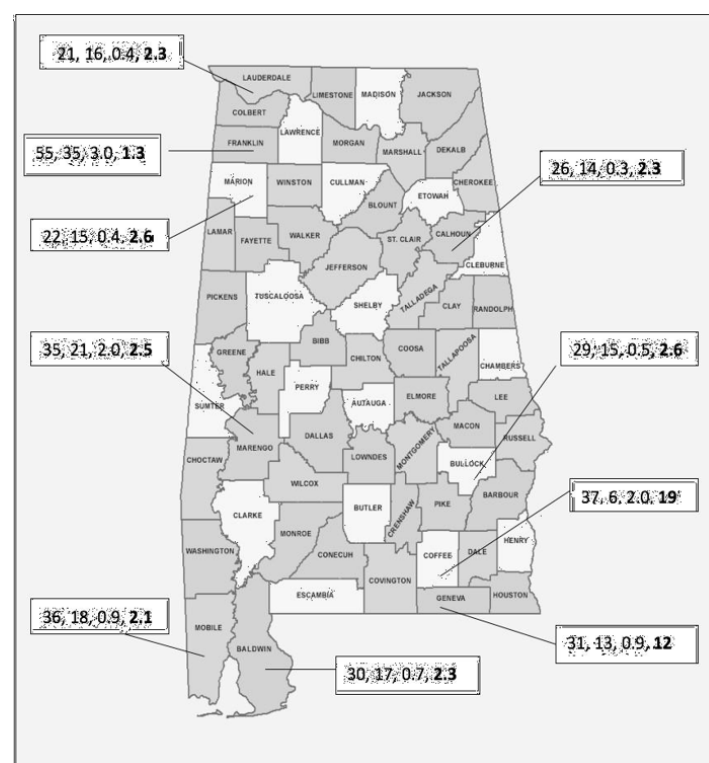 21, 16, 0.4, 2.3
LAUDERDALE
LIMESTONE
MADISON
JACKSON
COLBERT
LAWRENCE
55, 35, 3.0, 1.3
FRANKLIN
MORGAN
MARSHALL
DEKALB
26, 14, 0.3, 2.3
MARION
WINSTON
CULLMAN
ETOWAH
CHEROKEE
BLOUNT
22, 15, 0.4, 2.6
LAMAR
FAYETTE
WALKER
ST. CLAIR
CALHOUN
JEFFERSON
CLEBURNE
PICKENS
TUSCALOOSA
SHELBY
TALLADEGA
CLAY
RANDOLPH
35, 21, 2.0, 2.5
GREENE
HALE
BIBB
CHILTON
COOSA
TALLAPOOSA
CHAMBERS
29, 15, 0.5, 2.6
SUMTER
PERRY
AUTAUGA
ELMORE
LEE
MARENGO
DALLAS
LOWNDES
MONTGOMERY
MACON
RUSSELL
CHOCTAW
BULLOCK
WILCOX
CLARKE
BUTLER
CRENSHAW
PIKE
BARBOUR
37, 6, 2.0, 19
MONROE
WASHINGTON
CONECUH
COFFEE
DALE
HENRY
COVINGTON
ESCAMBIA
GENEVA
HOUSTON
36, 18, 0.9, 2.1
MOBILE
BALDWIN
31, 13, 0.9, 12
30, 17, 0.7, 2.3